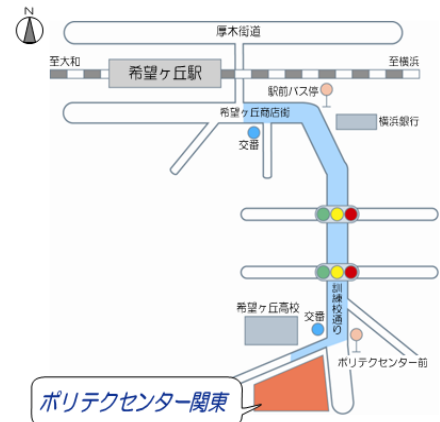 N
厚木街道
至大和
希望ヶ丘駅
至横浜
駅前バス停
希望ヶ丘商店街
横浜銀行
交番
訓練校通り
希望ヶ丘高校
交番
ポリテクセンター前
ポリテクセンター関東